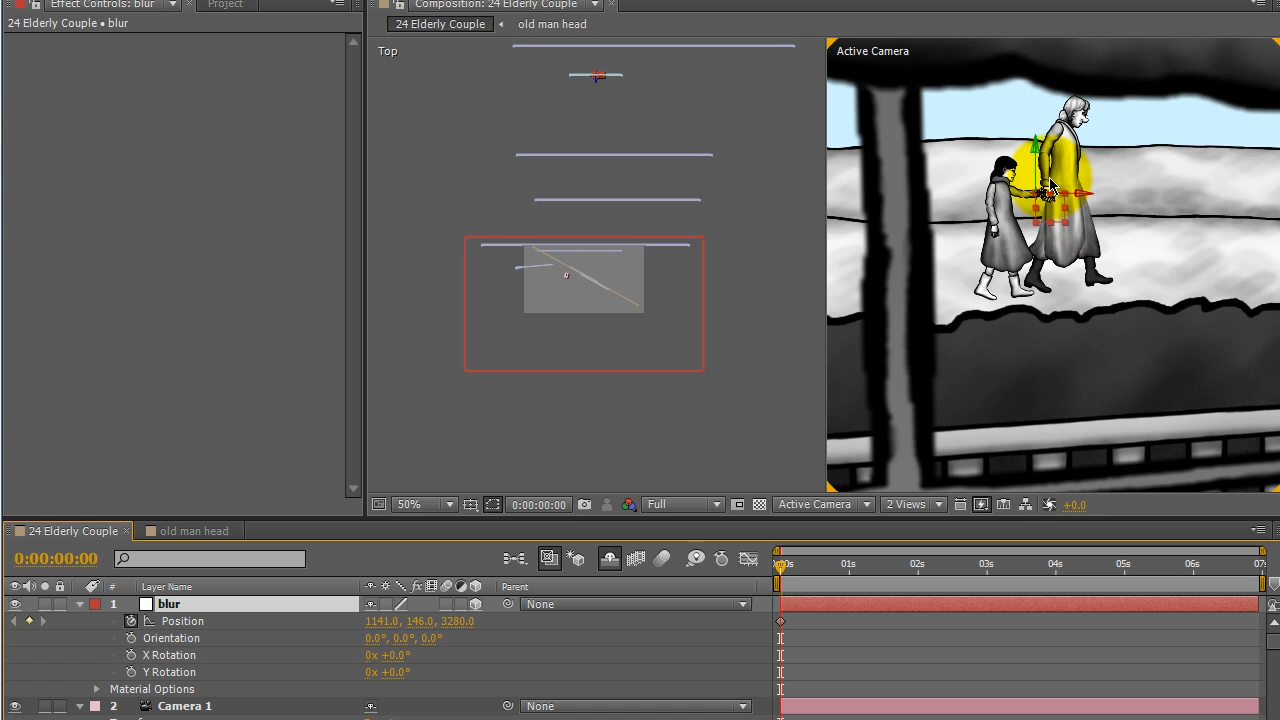 Effect Controls: blur Project Composition: 24 Elderly Couple
24 Elderly Couple • blur 24 Elderly Couple old man head
Top Active Camera
50% 0:00:00:00 Full Active Camera 2 Views +0.0
24 Elderly Couple old man head
0:00:00:00 01s 02s 03s 04s 05s 06s
# Layer Name fx Parent
1 blur None
Position 1141.0, 146.0, 3280.0
Orientation 0.0°, 0.0°, 0.0°
X Rotation 0x +0.0°
Y Rotation 0x +0.0°
Material Options
2 Camera 1 None